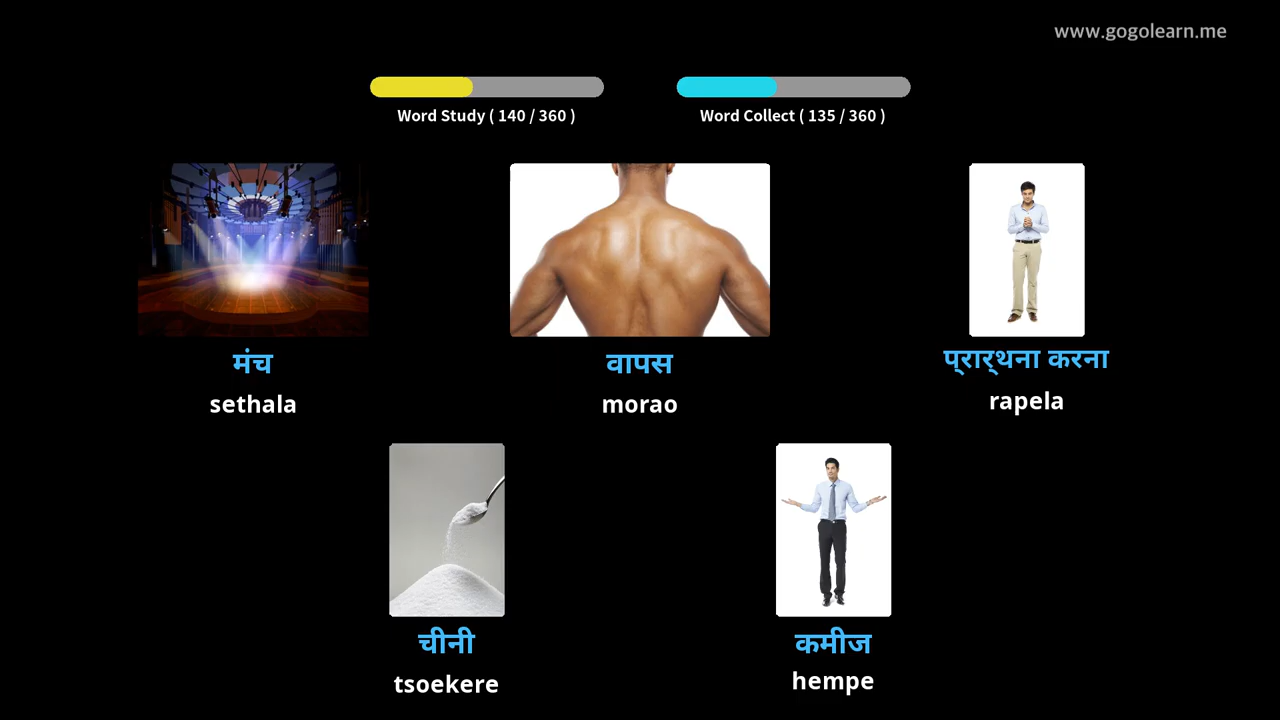 www.gogolearn.me
Word Study ( 140 / 360 )
Word Collect ( 135 / 360 )
मंच
sethala
वापस
morao
प्रार्थना करना
rapela
चीनी
tsoekere
कमीज
hempe